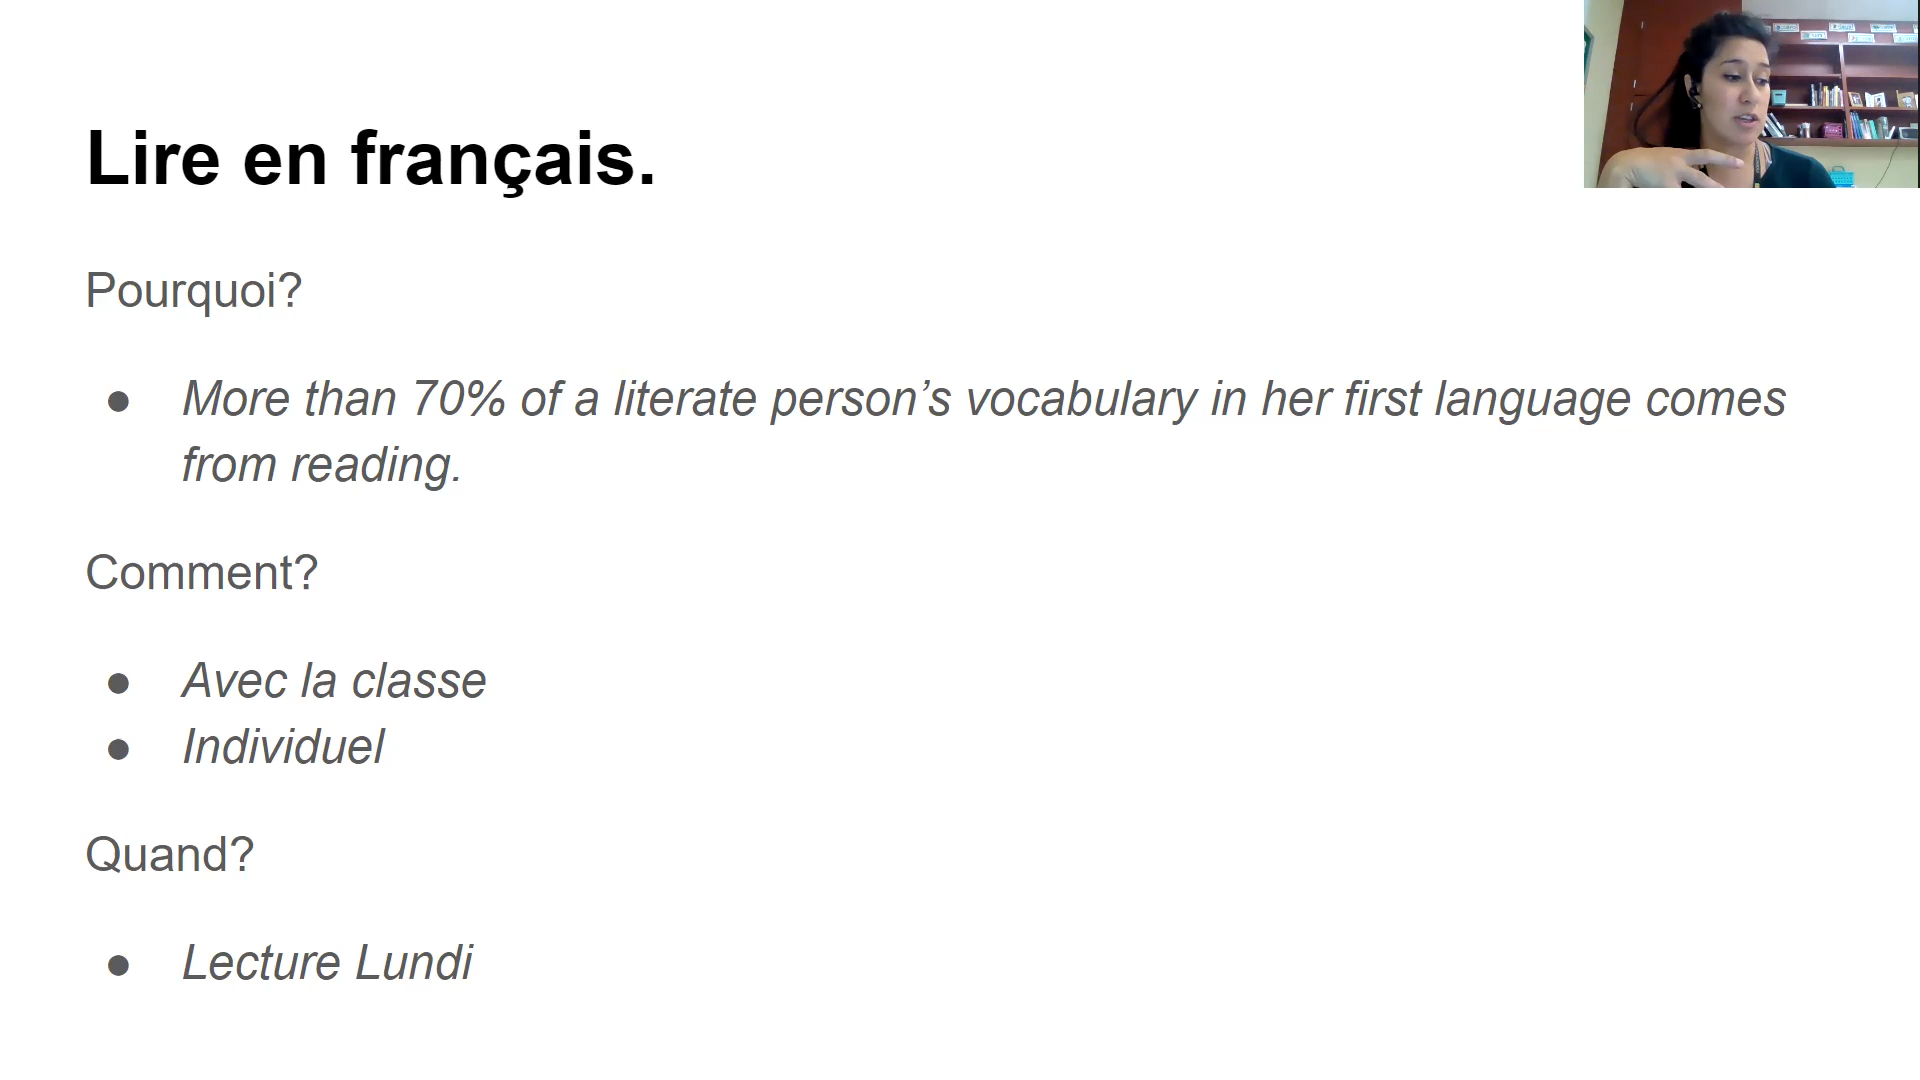 Lire en français.
Pourquoi?
● More than 70% of a literate person’s vocabulary in her first language comes
from reading.
Comment?
● Avec la classe
● Individuel
Quand?
● Lecture Lundi